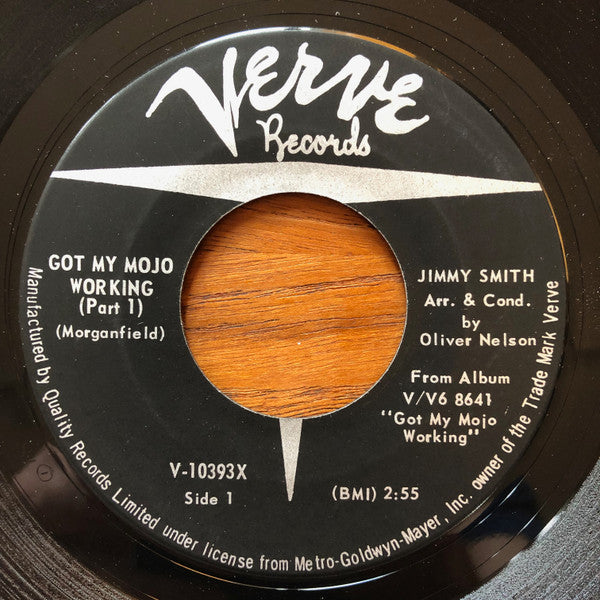 Verve
Records
GOT MY MOJO
WORKING
(Part 1)
(Morganfield)
JIMMY SMITH
Arr. & Cond.
by
Oliver Nelson
From Album
V/V6 8641
"Got My Mojo
Working"
V-10393X
Side 1
(BMI) 2:55
Manufactured by Quality Records Limited under license from Metro-Goldwyn-Mayer, Inc. owner of the Trade Mark Verve